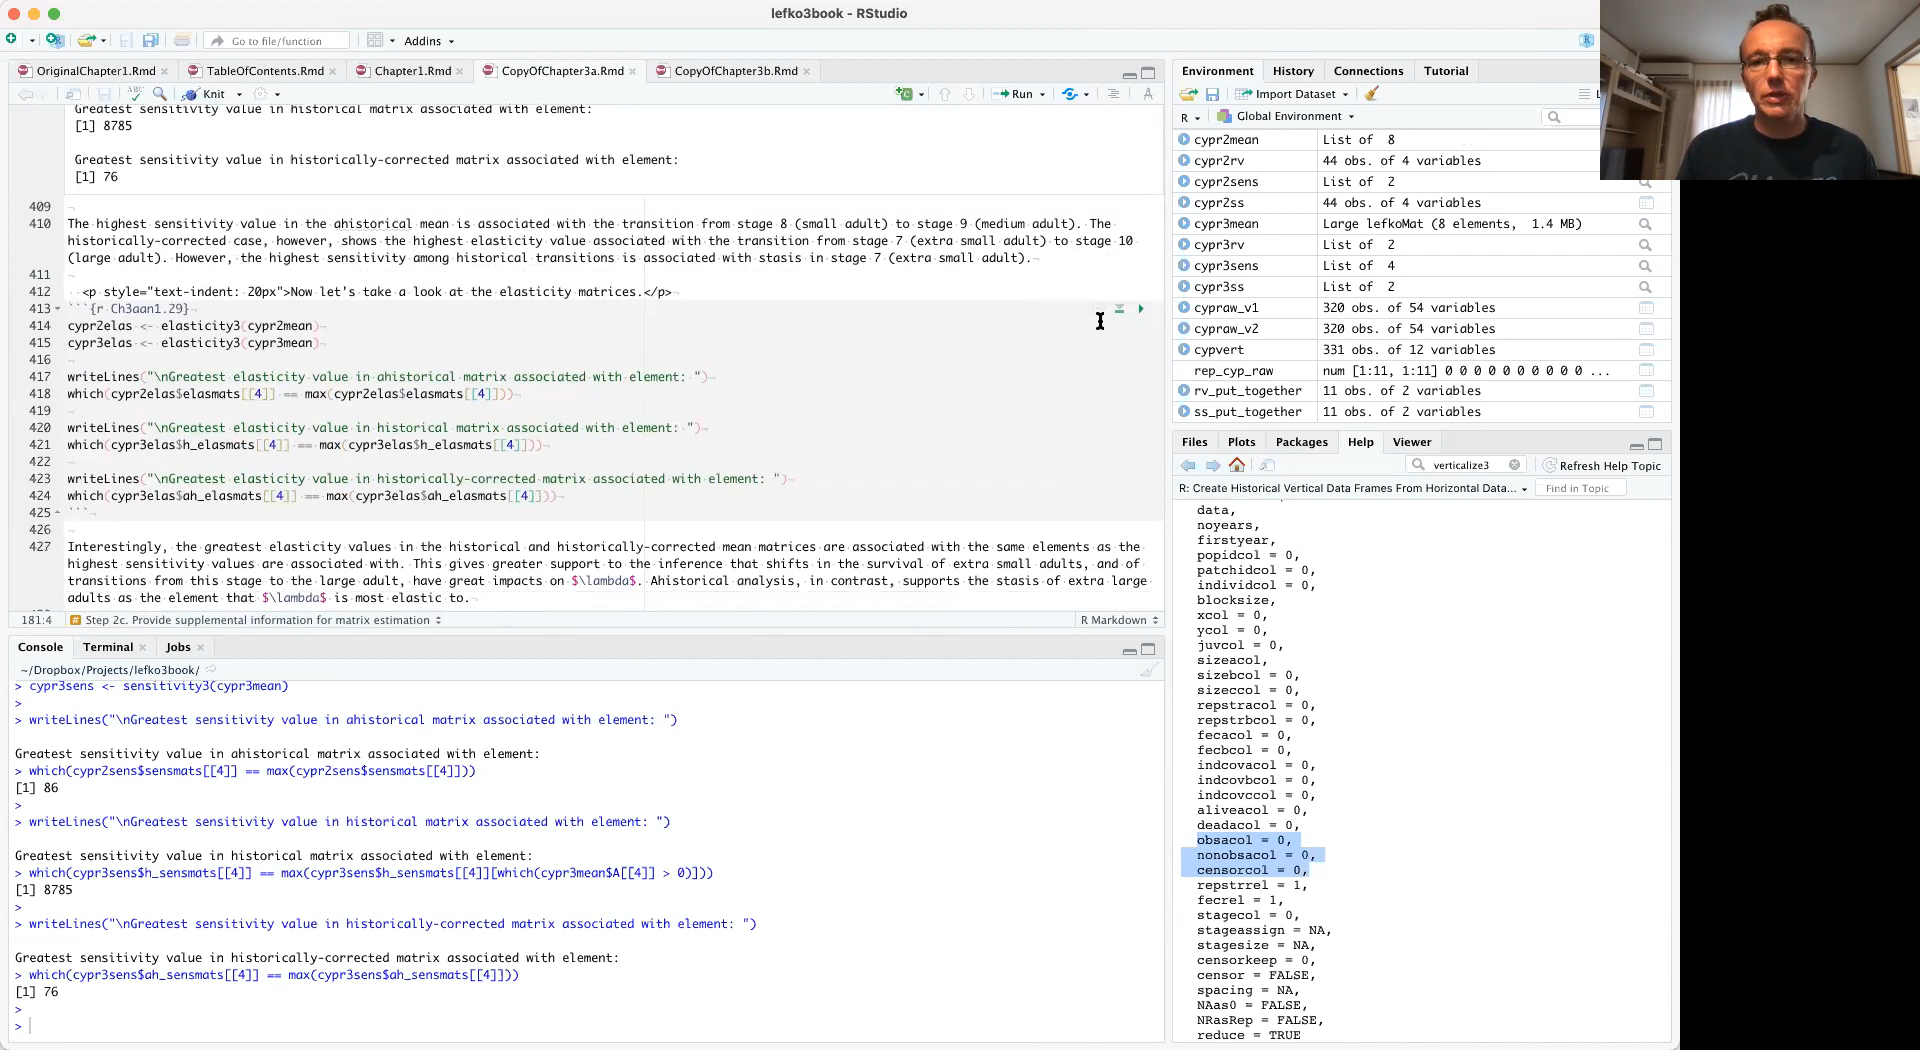 lefko3book - RStudio
Go to file/function
Addins
OriginalChapter1.Rmd
TableOfContents.Rmd
Chapter1.Rmd
CopyOfChapter3a.Rmd
CopyOfChapter3b.Rmd
ABC
Knit
Run
Greatest sensitivity value in historical matrix associated with element:
[1] 8785
Greatest sensitivity value in historically-corrected matrix associated with element:
[1] 76
409
410 The highest sensitivity value in the ahistorical mean is associated with the transition from stage 8 (small adult) to stage 9 (medium adult). The
historically-corrected case, however, shows the highest elasticity value associated with the transition from stage 7 (extra small adult) to stage 10
(large adult). However, the highest sensitivity among historical transitions is associated with stasis in stage 7 (extra small adult).
411
412 <p style="text-indent: 20px">Now let's take a look at the elasticity matrices.</p>
413 ```{r Ch3aan1.29}
414 cypr2elas <- elasticity3(cypr2mean)
415 cypr3elas <- elasticity3(cypr3mean)
416
417 writeLines("\nGreatest elasticity value in ahistorical matrix associated with element: ")
418 which(cypr2elas$elasmats[[4]] == max(cypr2elas$elasmats[[4]]))
419
420 writeLines("\nGreatest elasticity value in historical matrix associated with element: ")
421 which(cypr3elas$h_elasmats[[4]] == max(cypr3elas$h_elasmats[[4]]))
422
423 writeLines("\nGreatest elasticity value in historically-corrected matrix associated with element: ")
424 which(cypr3elas$ah_elasmats[[4]] == max(cypr3elas$ah_elasmats[[4]]))
425 ```
426
427 Interestingly, the greatest elasticity values in the historical and historically-corrected mean matrices are associated with the same elements as the
highest sensitivity values are associated with. This gives greater support to the inference that shifts in the survival of extra small adults, and of
transitions from this stage to the large adult, have great impacts on $\lambda$. Ahistorical analysis, in contrast, supports the stasis of extra large
adults as the element that $\lambda$ is most elastic to.
181:4
# Step 2c. Provide supplemental information for matrix estimation
R Markdown
Console
Terminal
Jobs
~/Dropbox/Projects/lefko3book/
> cypr3sens <- sensitivity3(cypr3mean)
>
> writeLines("\nGreatest sensitivity value in ahistorical matrix associated with element: ")
Greatest sensitivity value in ahistorical matrix associated with element:
> which(cypr2sens$sensmats[[4]] == max(cypr2sens$sensmats[[4]]))
[1] 86
>
> writeLines("\nGreatest sensitivity value in historical matrix associated with element: ")
Greatest sensitivity value in historical matrix associated with element:
> which(cypr3sens$h_sensmats[[4]] == max(cypr3sens$h_sensmats[[4]][which(cypr3mean$A[[4]] > 0)]))
[1] 8785
>
> writeLines("\nGreatest sensitivity value in historically-corrected matrix associated with element: ")
Greatest sensitivity value in historically-corrected matrix associated with element:
> which(cypr3sens$ah_sensmats[[4]] == max(cypr3sens$ah_sensmats[[4]]))
[1] 76
>
>
Environment
History
Connections
Tutorial
Import Dataset
R
Global Environment
cypr2mean List of 8
cypr2rv 44 obs. of 4 variables
cypr2sens List of 2
cypr2ss 44 obs. of 4 variables
cypr3mean Large lefkoMat (8 elements, 1.4 MB)
cypr3rv List of 2
cypr3sens List of 4
cypr3ss List of 2
cypraw_v1 320 obs. of 54 variables
cypraw_v2 320 obs. of 54 variables
cypvert 331 obs. of 12 variables
rep_cyp_raw num [1:11, 1:11] 0 0 0 0 0 0 0 0 0 0 ...
rv_put_together 11 obs. of 2 variables
ss_put_together 11 obs. of 2 variables
Files
Plots
Packages
Help
Viewer
verticalize3
Refresh Help Topic
R: Create Historical Vertical Data Frames From Horizontal Data...
Find in Topic
data,
noyears,
firstyear,
popidcol = 0,
patchidcol = 0,
individcol = 0,
blocksize,
xcol = 0,
ycol = 0,
juvcol = 0,
sizeacol,
sizebcol = 0,
sizeccol = 0,
repstracol = 0,
repstrbcol = 0,
fecacol = 0,
fecbcol = 0,
indcovacol = 0,
indcovbcol = 0,
indcovccol = 0,
aliveacol = 0,
deadacol = 0,
obsacol = 0,
nonobsacol = 0,
censorcol = 0,
repstrrel = 1,
fecrel = 1,
stagecol = 0,
stageassign = NA,
stagesize = NA,
censorkeep = 0,
censor = FALSE,
spacing = NA,
NAas0 = FALSE,
NRasRep = FALSE,
reduce = TRUE